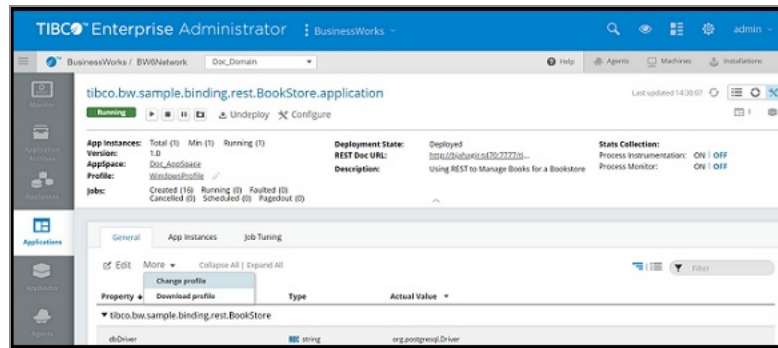 TIBCO™ Enterprise Administrator BusinessWorks admin
BusinessWorks / BW6Network Doc_Domain Help Agents Machines Installations
Monitor
tibco.bw.sample.binding.rest.BookStore.application Last updated 14:30:07
Running Undeploy Configure
App Instances: Total (1) Min (1) Running (1) Deployment State: Deployed Stats Collection:
Version: 1.0 REST Doc URL: Process Instrumentation: ON | OFF
AppSpace: Doc_AppSpace Description: Using REST to Manage Books for a Bookstore Process Monitor: ON | OFF
Profile: WindowsProfile
Jobs: Created (16) Running (0) Faulted (0)
Cancelled (0) Scheduled (0) Pagedout (0)
Applications
General App Instances Job Tuning
Edit More Collapse All | Expand All Filter
Change profile
Download profile
Property Type Actual Value
tibco.bw.sample.binding.rest.BookStore
dbDriver string org.postgresql.Driver
Agents